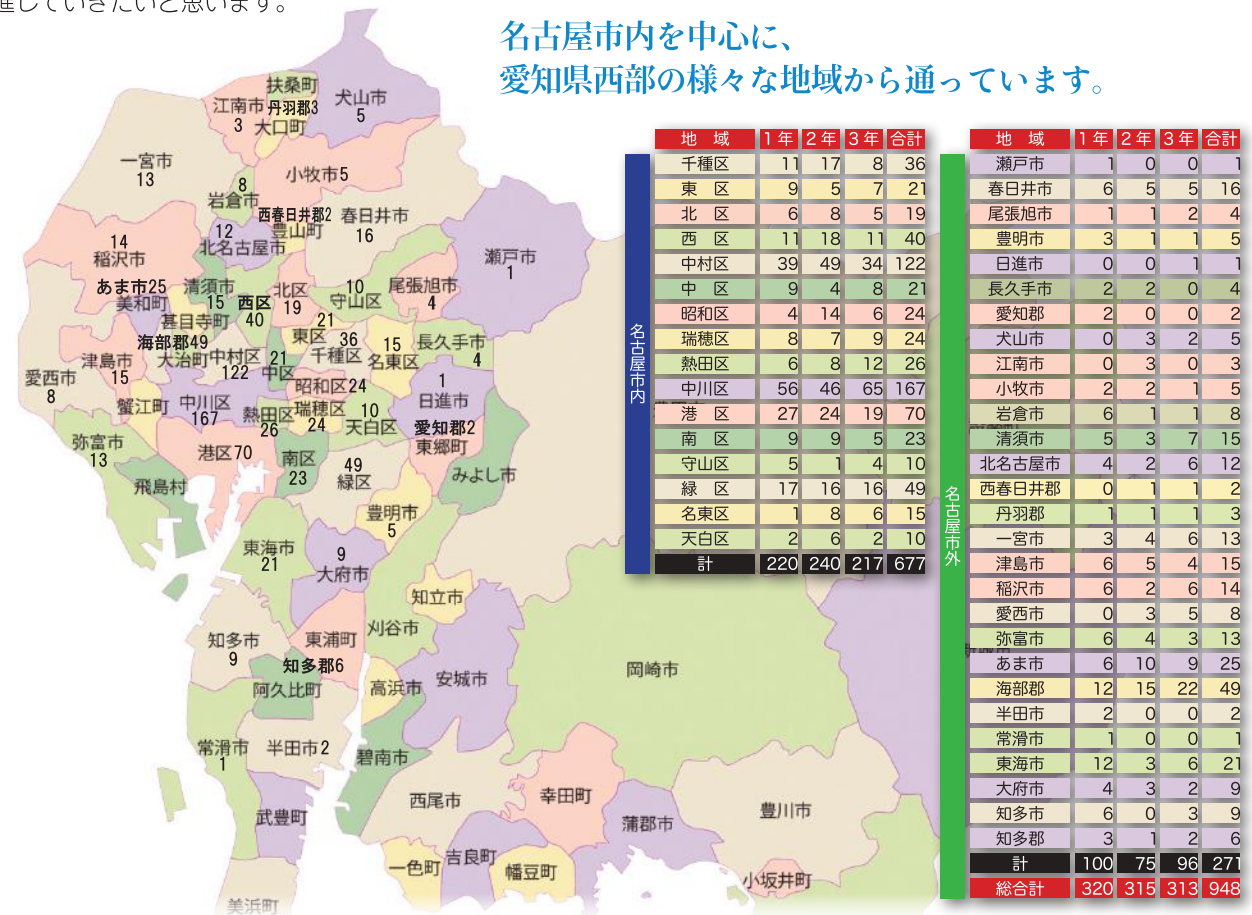 進していきたいと思います。
名古屋市内を中心に、
愛知県西部の様々な地域から通っています。
扶桑町
江南市
3
丹羽郡3
大口町
犬山市
5
一宮市
13
小牧市5
8
岩倉市
西春日井郡2
豊山町
春日井市
16
12
北名古屋市
瀬戸市
1
14
稲沢市
あま市25
美和町
清須市
15
甚目寺町
西区
40
北区
19
10
守山区
尾張旭市
4
海部郡49
大治町
中村区
122
21
中区
21
東区
36
千種区
15
名東区
長久手市
4
津島市
15
愛西市
8
蟹江町
中川区
167
昭和区24
熱田区
26
瑞穂区
24
10
天白区
1
日進市
愛知郡2
東郷町
みよし市
弥富市
13
飛島村
港区70
南区
23
49
緑区
豊明市
5
東海市
21
9
大府市
知立市
刈谷市
知多市
9
東浦町
知多郡6
阿久比町
高浜市
安城市
岡崎市
常滑市
1
半田市2
碧南市
武豊町
西尾市
幸田町
蒲郡市
豊川市
一色町
吉良町
幡豆町
小坂井町
美浜町
名古屋市内
地 域 1年 2年 3年 合計
千種区 11 17 8 36
東 区 9 5 7 21
北 区 6 8 5 19
西 区 11 18 11 40
中村区 39 49 34 122
中 区 9 4 8 21
昭和区 4 14 6 24
瑞穂区 8 7 9 24
熱田区 6 8 12 26
中川区 56 46 65 167
港 区 27 24 19 70
南 区 9 9 5 23
守山区 5 1 4 10
緑 区 17 16 16 49
名東区 1 8 6 15
天白区 2 6 2 10
計 220 240 217 677
名古屋市外
地 域 1年 2年 3年 合計
瀬戸市 1 0 0 1
春日井市 6 5 5 16
尾張旭市 1 1 2 4
豊明市 3 1 1 5
日進市 0 0 1 1
長久手市 2 2 0 4
愛知郡 2 0 0 2
犬山市 0 3 2 5
江南市 0 3 0 3
小牧市 2 2 1 5
岩倉市 6 1 1 8
清須市 5 3 7 15
北名古屋市 4 2 6 12
西春日井郡 0 1 1 2
丹羽郡 1 1 1 3
一宮市 3 4 6 13
津島市 6 5 4 15
稲沢市 6 2 6 14
愛西市 0 3 5 8
弥富市 6 4 3 13
あま市 6 10 9 25
海部郡 12 15 22 49
半田市 2 0 0 2
常滑市 1 0 0 1
東海市 12 3 6 21
大府市 4 3 2 9
知多市 6 0 3 9
知多郡 3 1 2 6
計 100 75 96 271
総合計 320 315 313 948